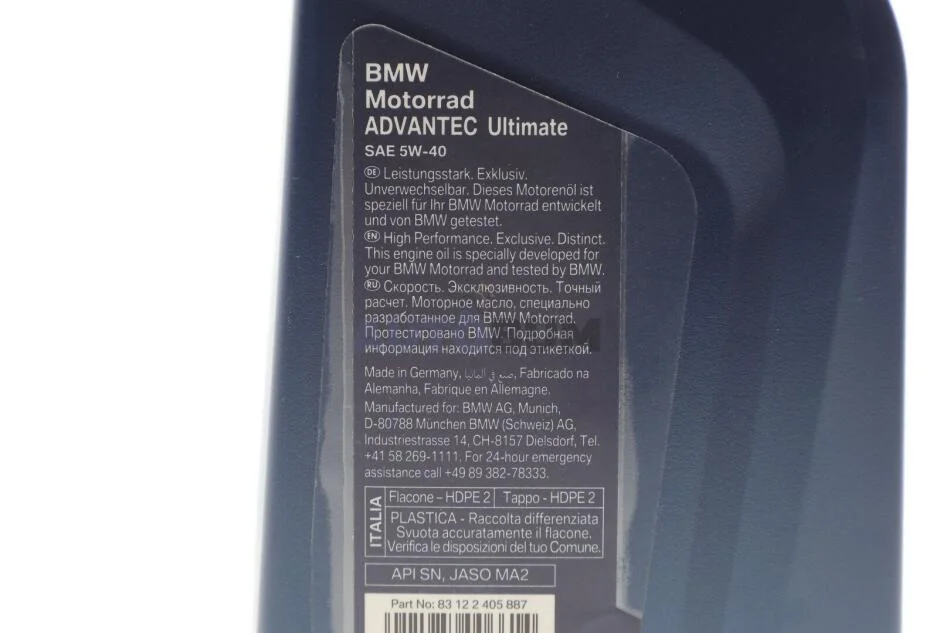 BMW
Motorrad
ADVANTEC Ultimate
SAE 5W-40
DE Leistungsstark. Exklusiv.
Unverwechselbar. Dieses Motorenöl ist
speziell für Ihr BMW Motorrad entwickelt
und von BMW getestet.
EN High Performance. Exclusive. Distinct.
This engine oil is specially developed for
your BMW Motorrad and tested by BMW.
RU Скорость. Эксклюзивность. Точный
расчет. Моторное масло, специально
разработанное для BMW Motorrad.
Протестировано BMW. Подробная
информация находится под этикеткой.
Made in Germany, صنع في ألمانيا, Fabricado na
Alemanha, Fabrique en Allemagne.
Manufactured for: BMW AG, Munich,
D-80788 München BMW (Schweiz) AG,
Industriestrasse 14, CH-8157 Dielsdorf, Tel.
+41 58 269-1111. For 24-hour emergency
assistance call +49 89 382-78333.
ITALIA
Flacone – HDPE 2 Tappo - HDPE 2
PLASTICA - Raccolta differenziata
Svuota accuratamente il flacone.
Verifica le disposizioni del tuo Comune.
API SN, JASO MA2
Part No: 83 12 2 405 887